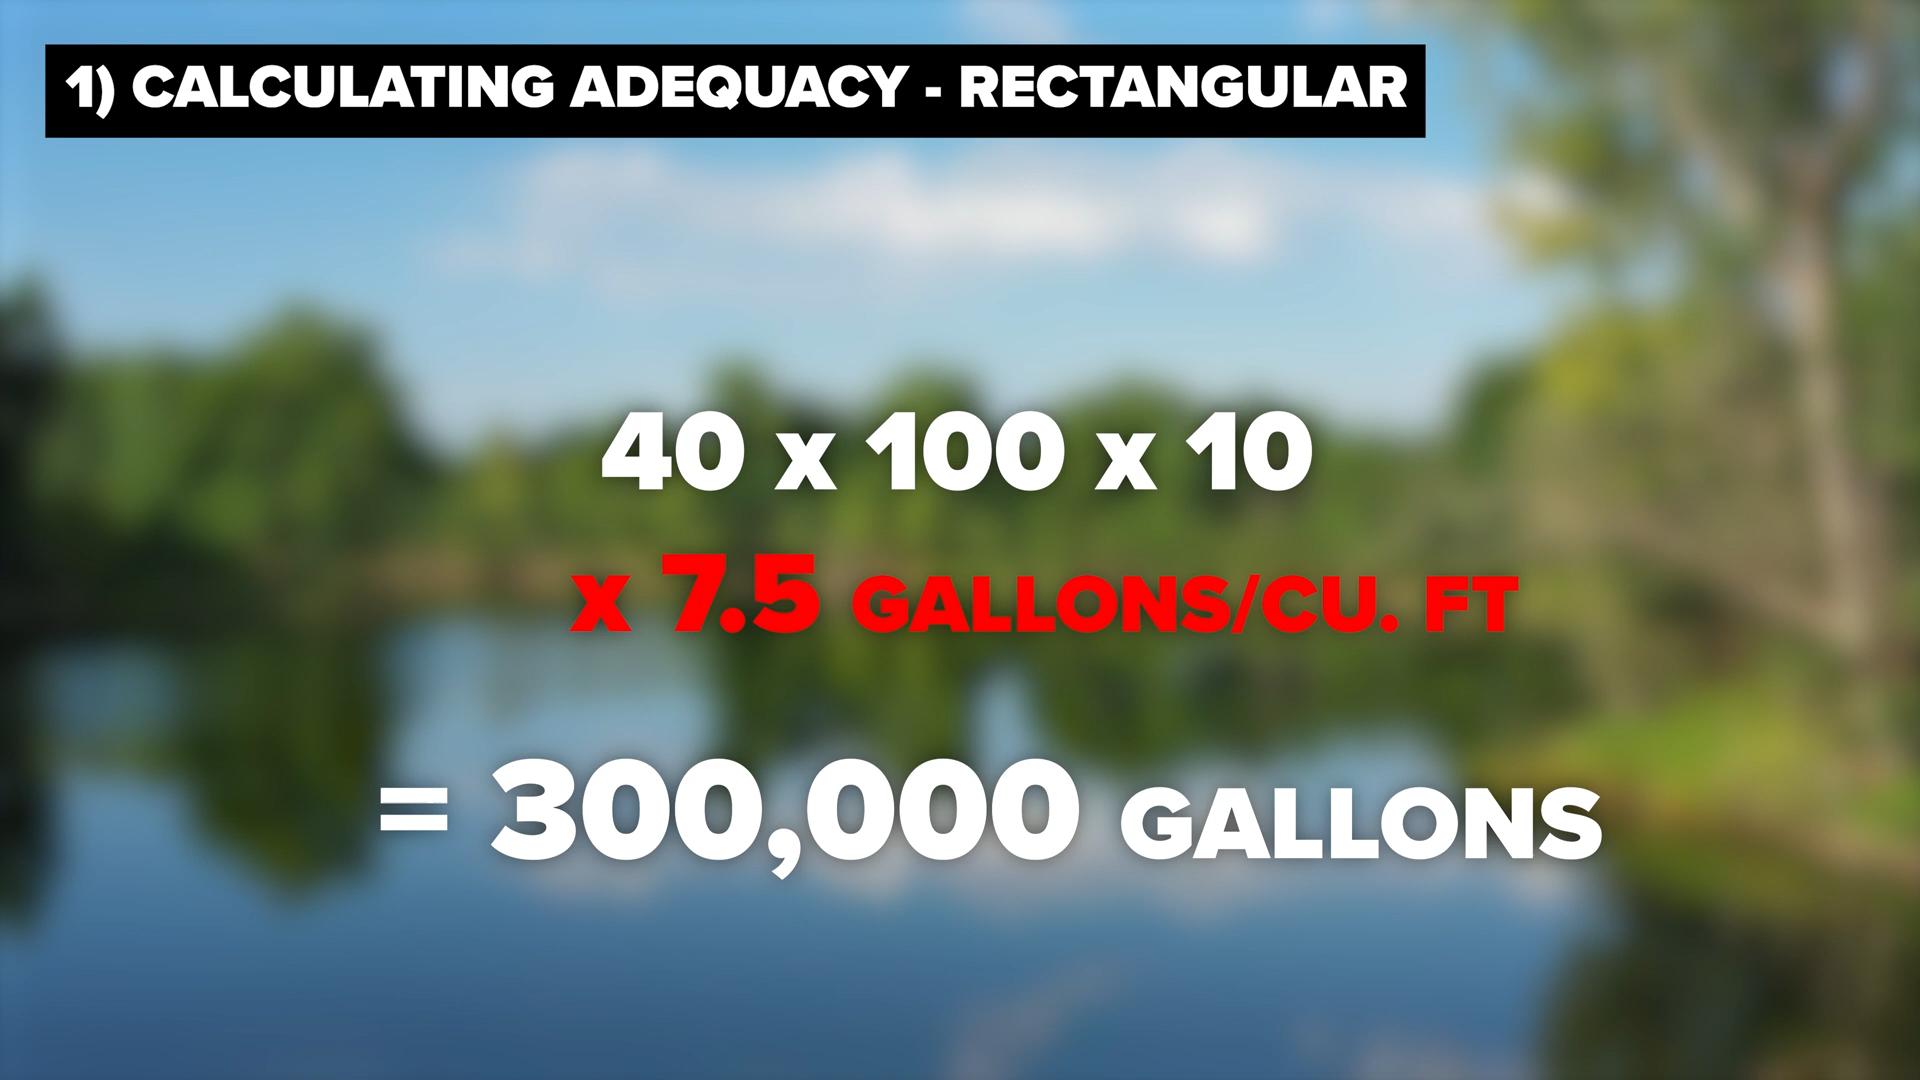 1) CALCULATING ADEQUACY - RECTANGULAR
40 x 100 x 10
x 7.5 GALLONS/CU. FT
= 300,000 GALLONS